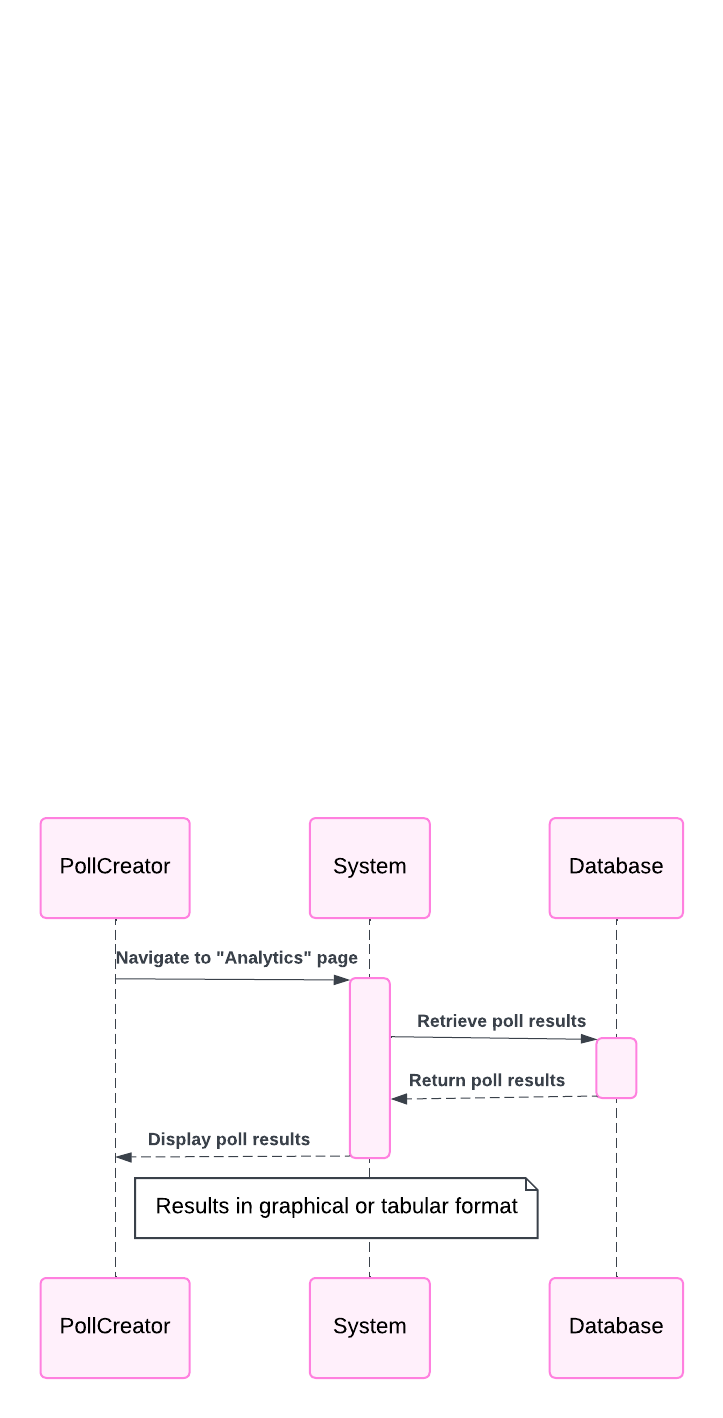 PollCreator
System
Database
Navigate to "Analytics" page
Retrieve poll results
Return poll results
Display poll results
Results in graphical or tabular format
PollCreator
System
Database